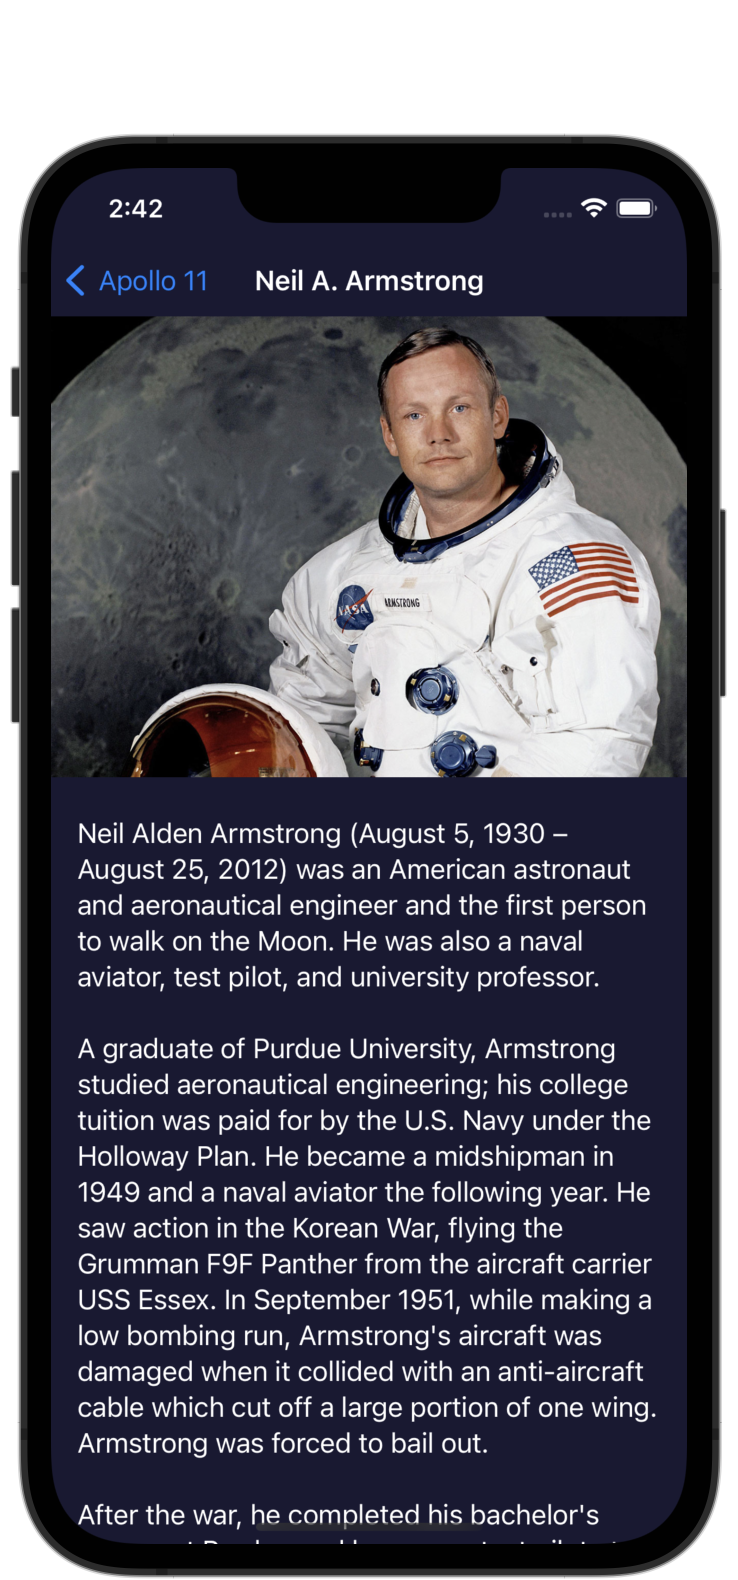 2:42
Apollo 11
Neil A. Armstrong
NASA
ARMSTRONG
Neil Alden Armstrong (August 5, 1930 –
August 25, 2012) was an American astronaut
and aeronautical engineer and the first person
to walk on the Moon. He was also a naval
aviator, test pilot, and university professor.
A graduate of Purdue University, Armstrong
studied aeronautical engineering; his college
tuition was paid for by the U.S. Navy under the
Holloway Plan. He became a midshipman in
1949 and a naval aviator the following year. He
saw action in the Korean War, flying the
Grumman F9F Panther from the aircraft carrier
USS Essex. In September 1951, while making a
low bombing run, Armstrong's aircraft was
damaged when it collided with an anti-aircraft
cable which cut off a large portion of one wing.
Armstrong was forced to bail out.
After the war, he completed his bachelor's